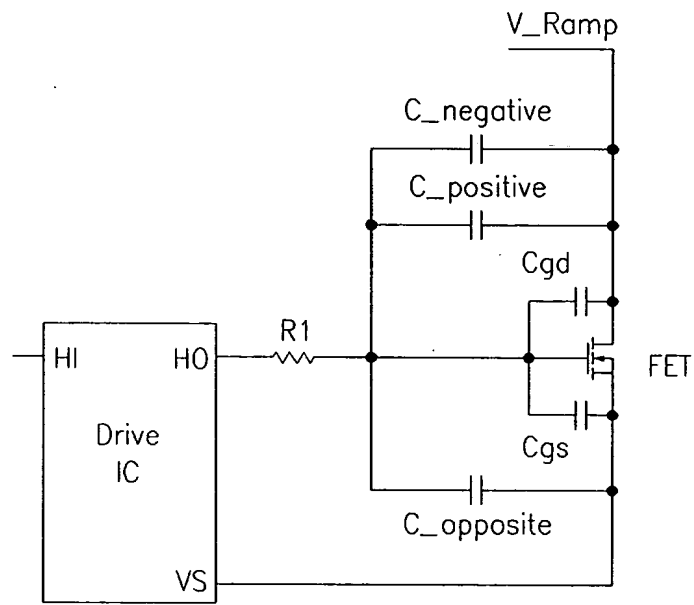 V_Ramp
C_negative
C_positive
Cgd
R1
HI
HO
FET
Drive
IC
Cgs
C_opposite
VS